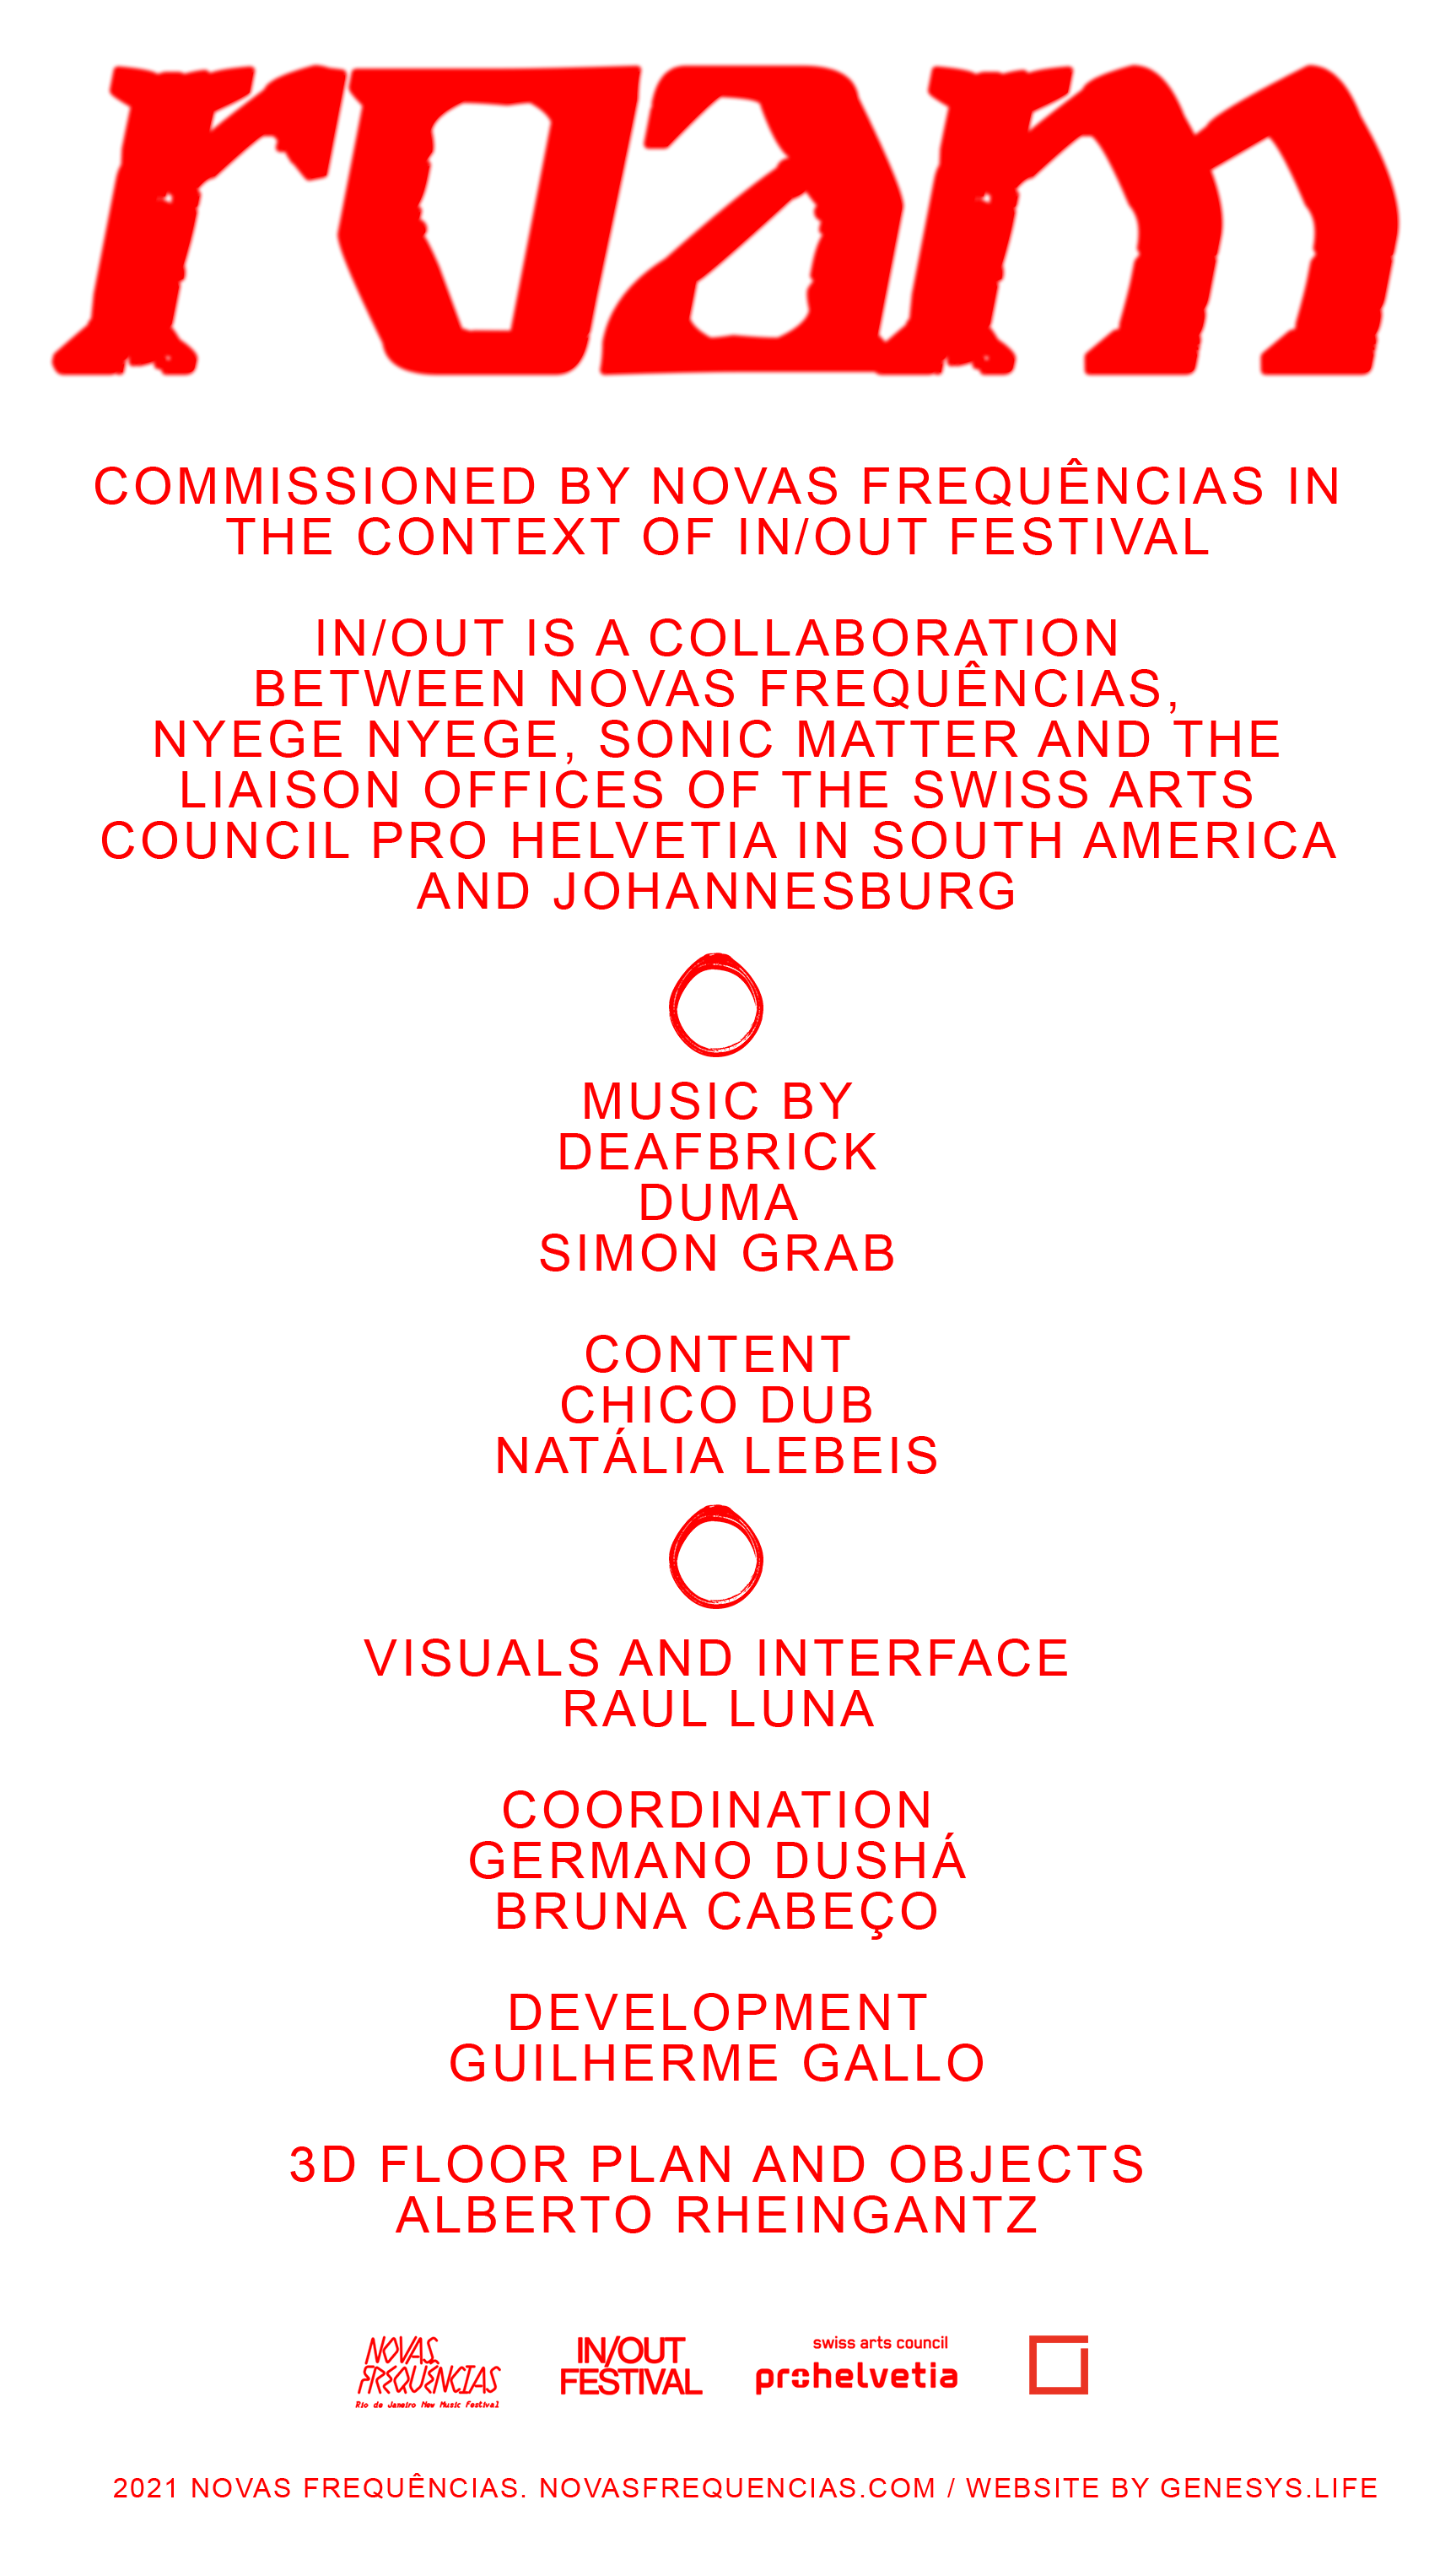 roam
COMMISSIONED BY NOVAS FREQUÊNCIAS IN
THE CONTEXT OF IN/OUT FESTIVAL
IN/OUT IS A COLLABORATION
BETWEEN NOVAS FREQUÊNCIAS,
NYEGE NYEGE, SONIC MATTER AND THE
LIAISON OFFICES OF THE SWISS ARTS
COUNCIL PRO HELVETIA IN SOUTH AMERICA
AND JOHANNESBURG
MUSIC BY
DEAFBRICK
DUMA
SIMON GRAB
CONTENT
CHICO DUB
NATÁLIA LEBEIS
VISUALS AND INTERFACE
RAUL LUNA
COORDINATION
GERMANO DUSHÁ
BRUNA CABEÇO
DEVELOPMENT
GUILHERME GALLO
3D FLOOR PLAN AND OBJECTS
ALBERTO RHEINGANTZ
NOVAS
FREQUÊNCIAS
Rio de Janeiro New Music Festival
IN/OUT
FESTIVAL
swiss arts council
prohelvetia
2021 NOVAS FREQUÊNCIAS. NOVASFREQUENCIAS.COM / WEBSITE BY GENESYS.LIFE